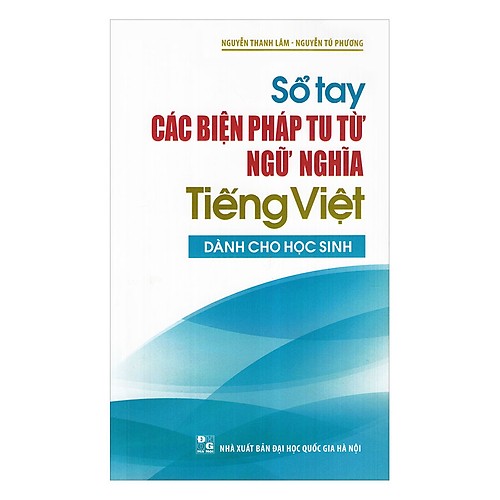 NGUYỄN THANH LÂM - NGUYỄN TÚ PHƯƠNG
Sổ tay
CÁC BIỆN PHÁP TU TỪ
NGỮ NGHĨA
Tiếng Việt
DÀNH CHO HỌC SINH
NHÀ XUẤT BẢN ĐẠI HỌC QUỐC GIA HÀ NỘI